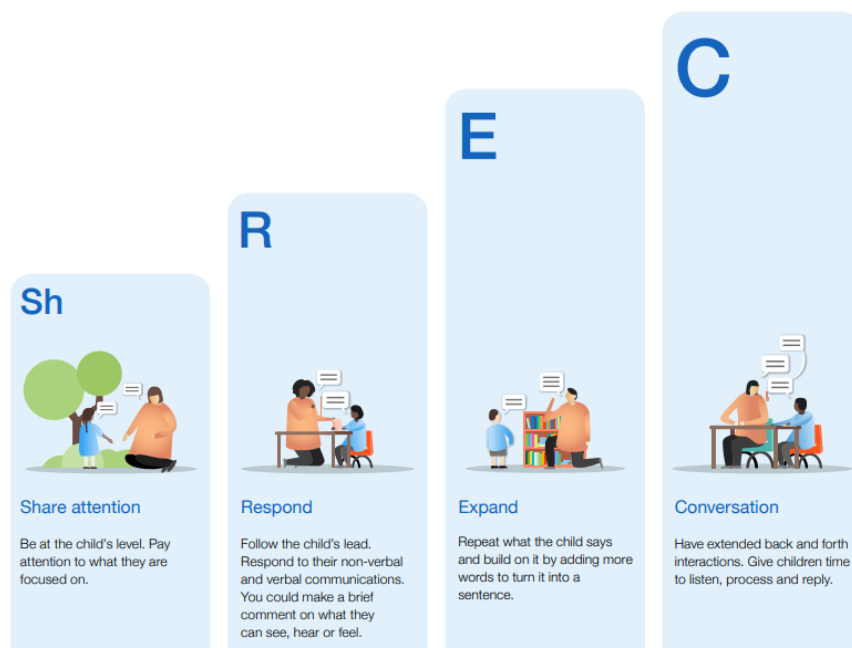 Sh
Share attention
Be at the child's level. Pay
attention to what they are
focused on.
R
Respond
Follow the child's lead.
Respond to their non-verbal
and verbal communications.
You could make a brief
comment on what they
can see, hear or feel.
E
Expand
Repeat what the child says
and build on it by adding more
words to turn it into a
sentence.
C
Conversation
Have extended back and forth
interactions. Give children time
to listen, process and reply.